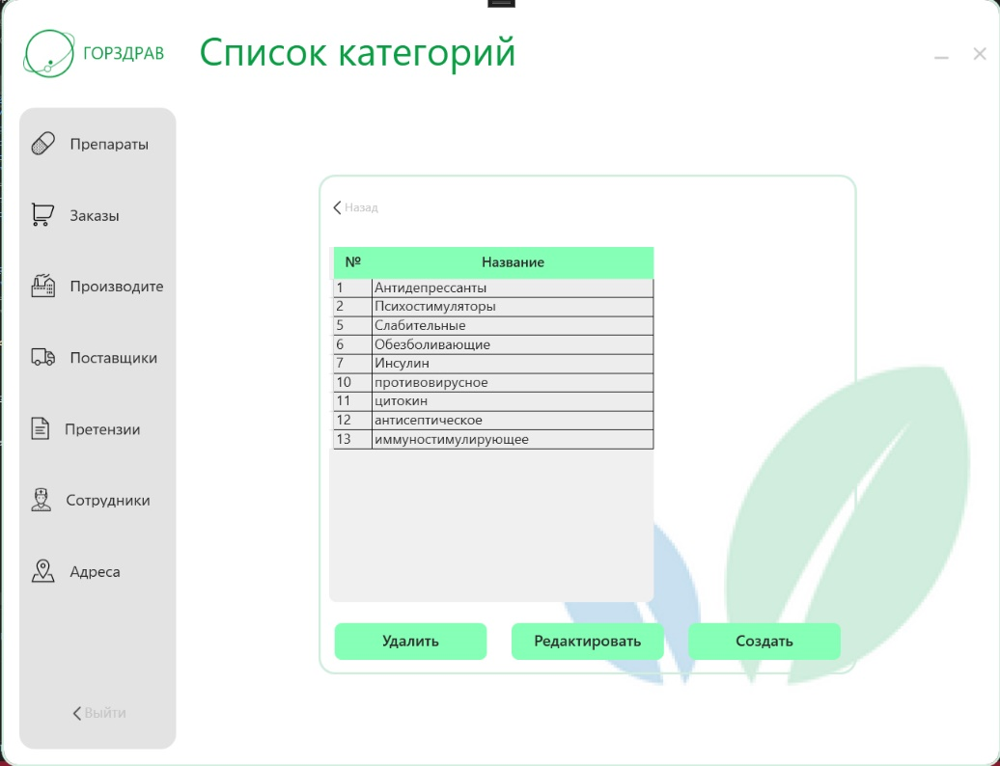 ГОРЗДРАВ
Список категорий
Препараты
Заказы
Производите
Поставщики
Претензии
Сотрудники
Адреса
Выйти
Назад
№ Название
1 Антидепрессанты
2 Психостимуляторы
5 Слабительные
6 Обезболивающие
7 Инсулин
10 противовирусное
11 цитокин
12 антисептическое
13 иммуностимулирующее
Удалить Редактировать Создать